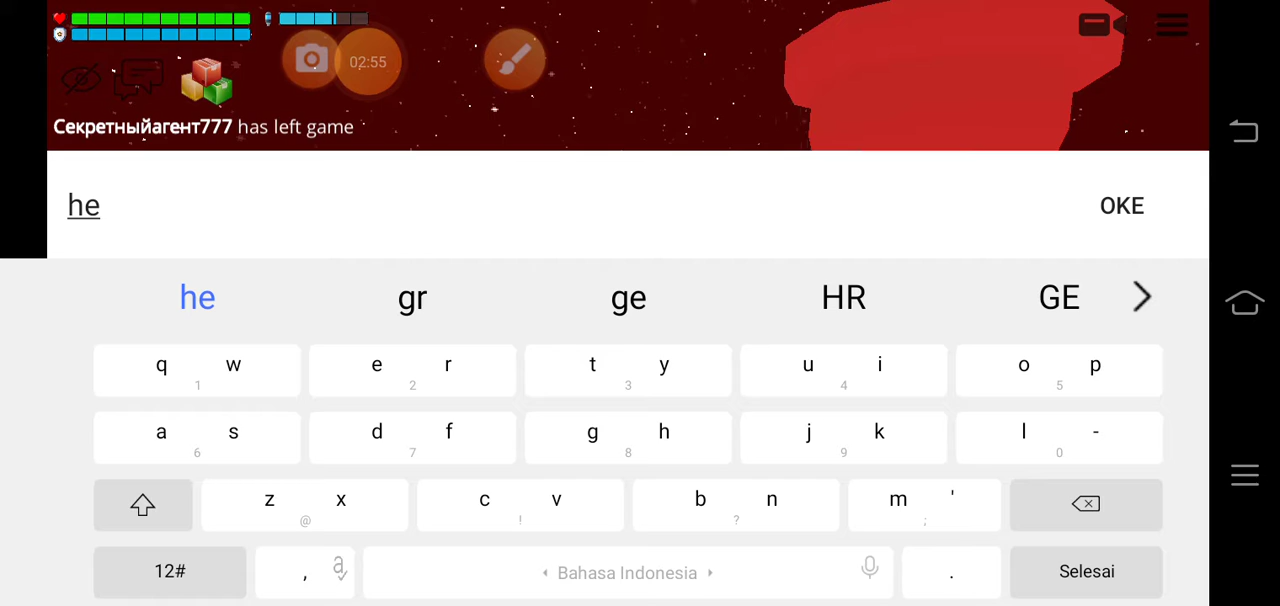 02:55
Секретныйагент777 has left game
he
OKE
he gr ge HR GE
q w 1 e r 2 t y 3 u i 4 o p 5
a s 6 d f 7 g h 8 j k 9 l - 0
z x @ c v ! b n ? m ' ;
12# , a Bahasa Indonesia . Selesai